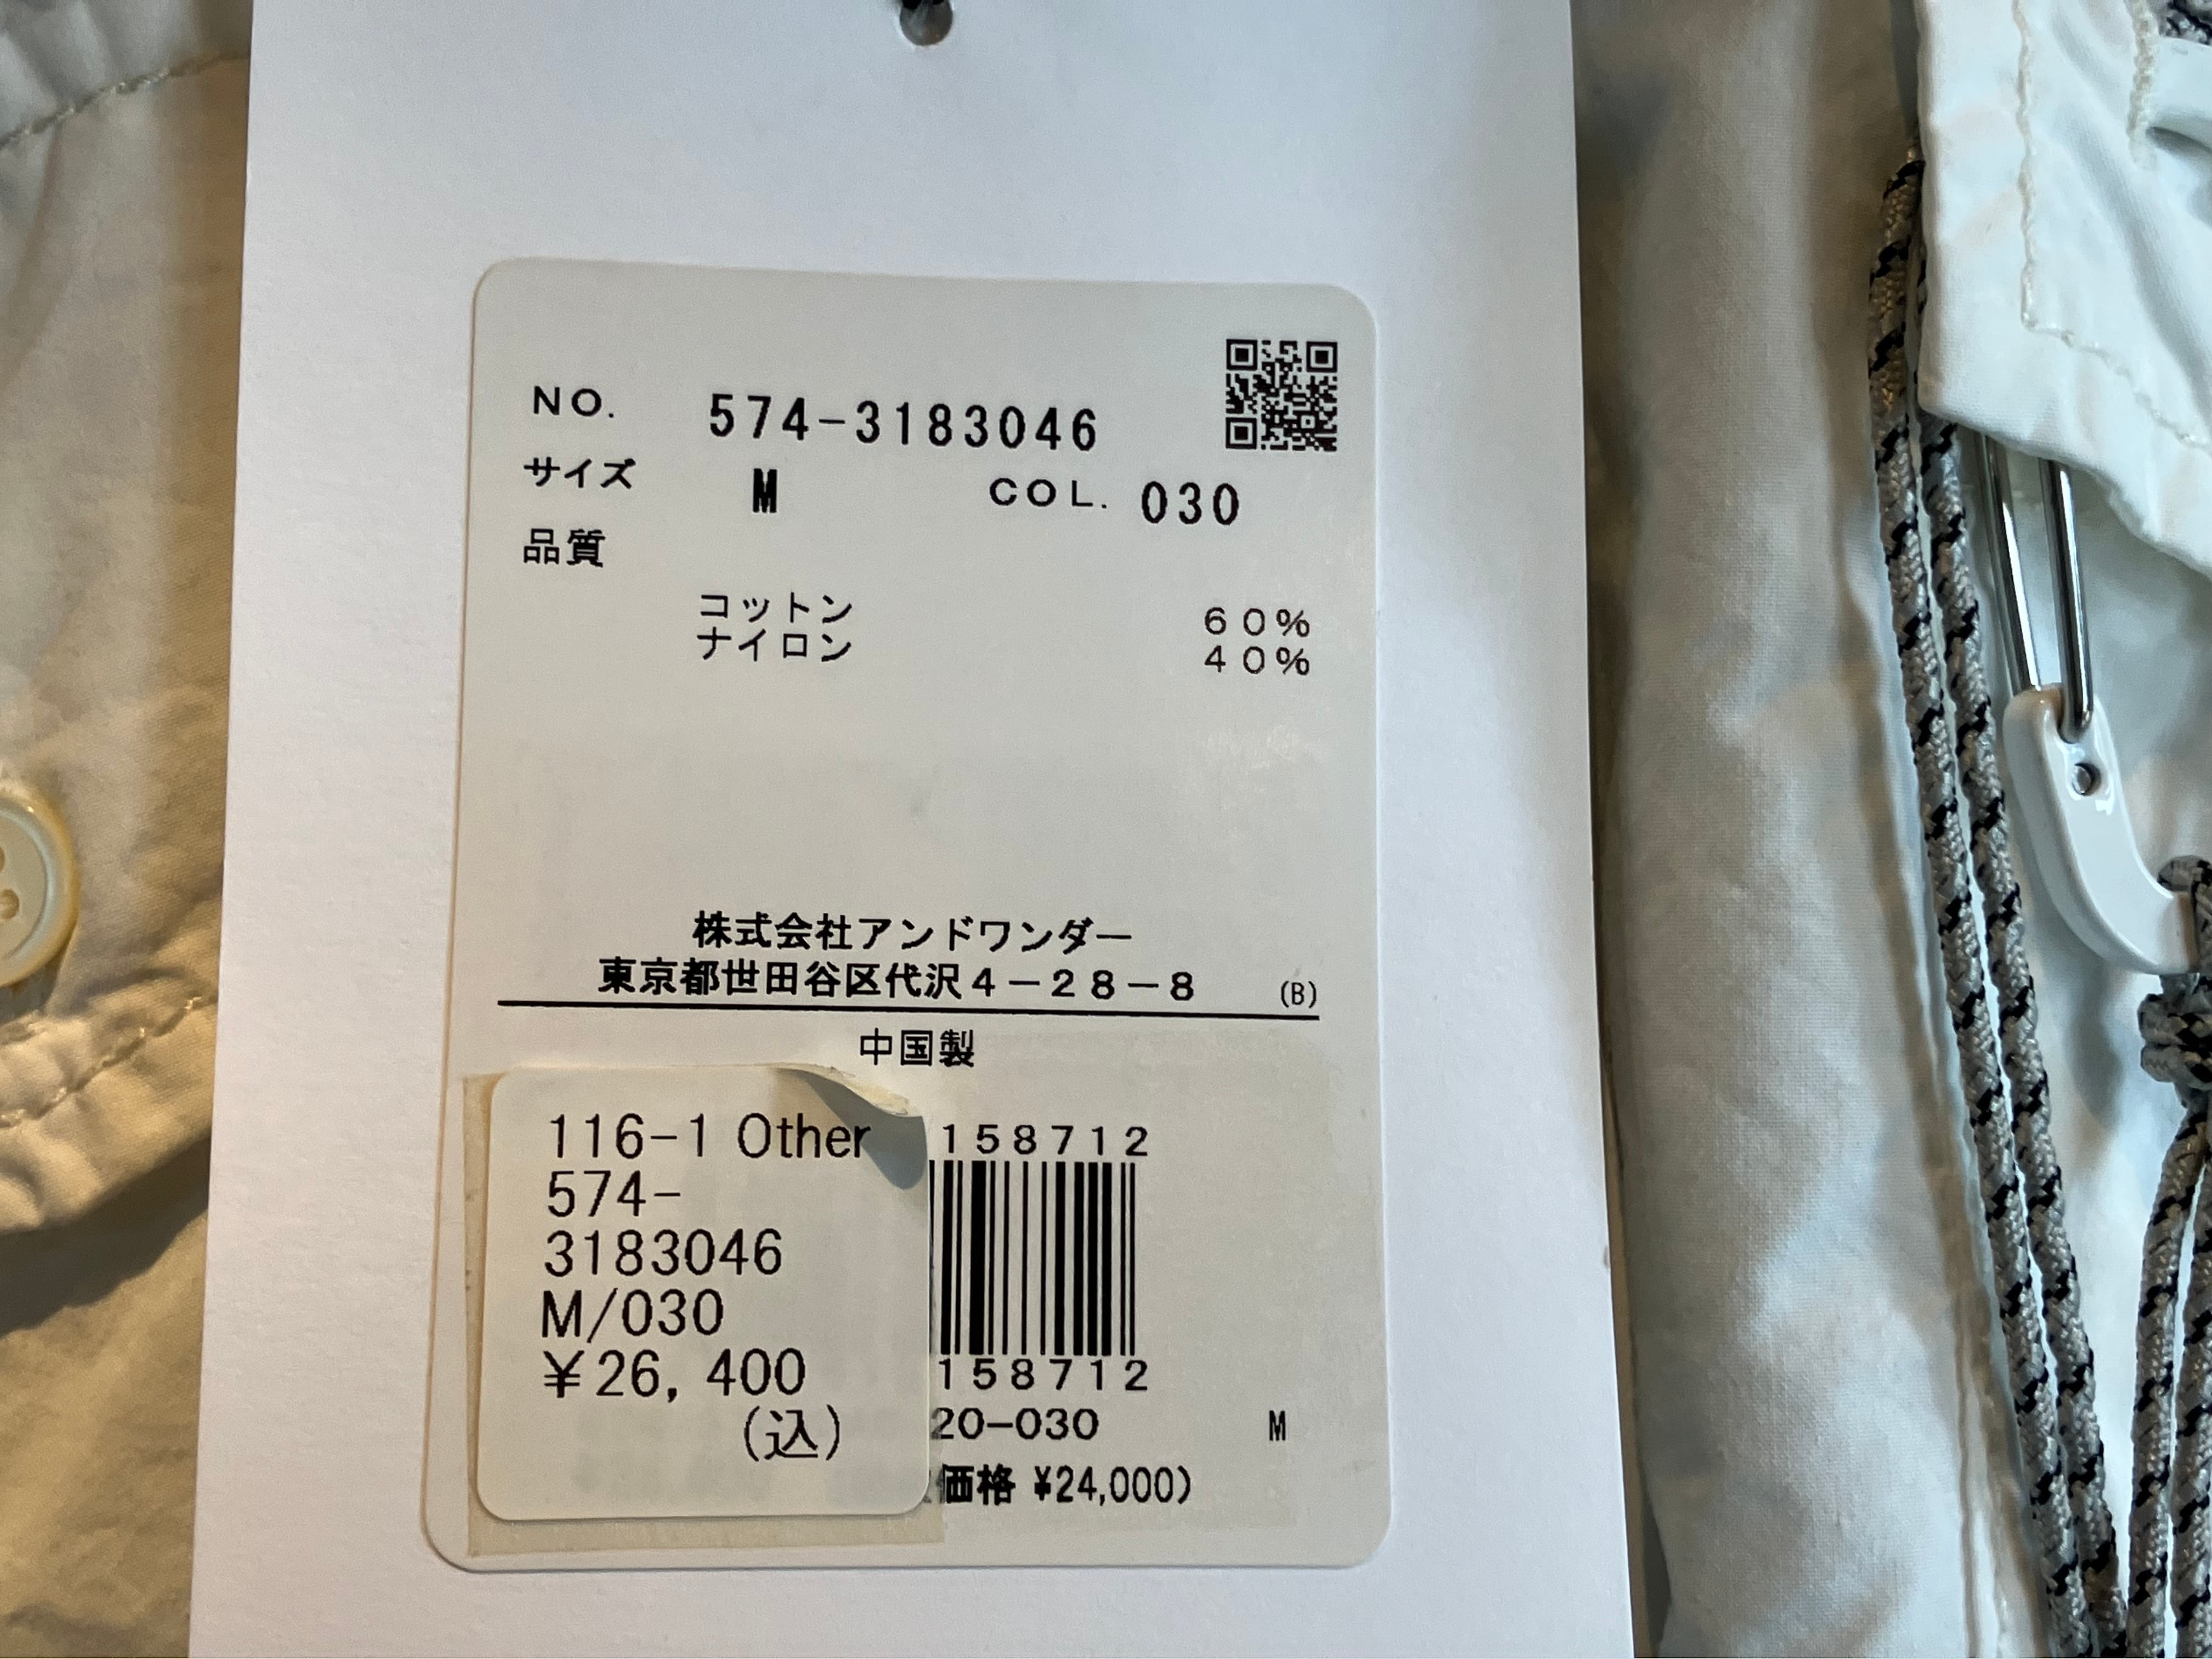 NO. 574-3183046
サイズ M COL. 030
品質
コットン 60%
ナイロン 40%
株式会社アンドワンダー
東京都世田谷区代沢4-28-8 (B)
中国製
116-1 Other
574-
3183046
M/030
¥26,400
(込)
158712
158712
20-030 M
価格 ¥24,000)